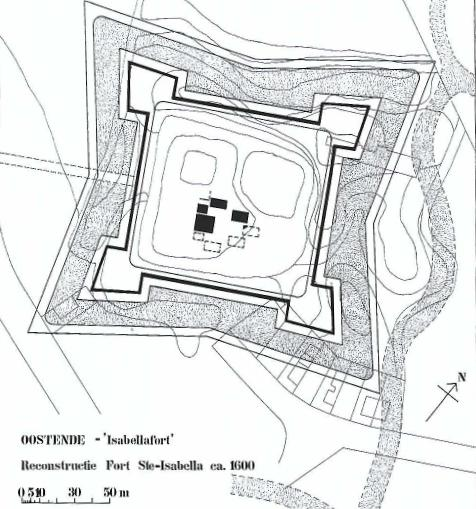 N
OOSTENDE - 'Isabellafort'
Reconstructie Fort Ste-Isabella ca. 1600
0 5 10 30 50 m